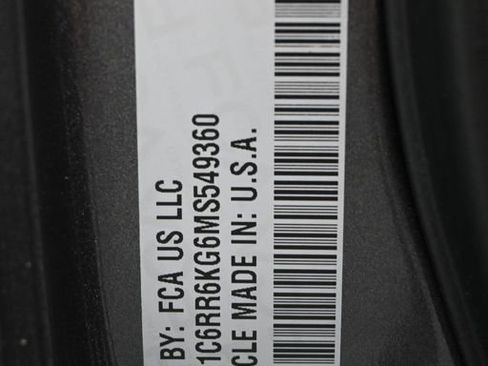 BY: FCA US LLC
1C6RR6KG6MS549360
CLE MADE IN: U.S.A.